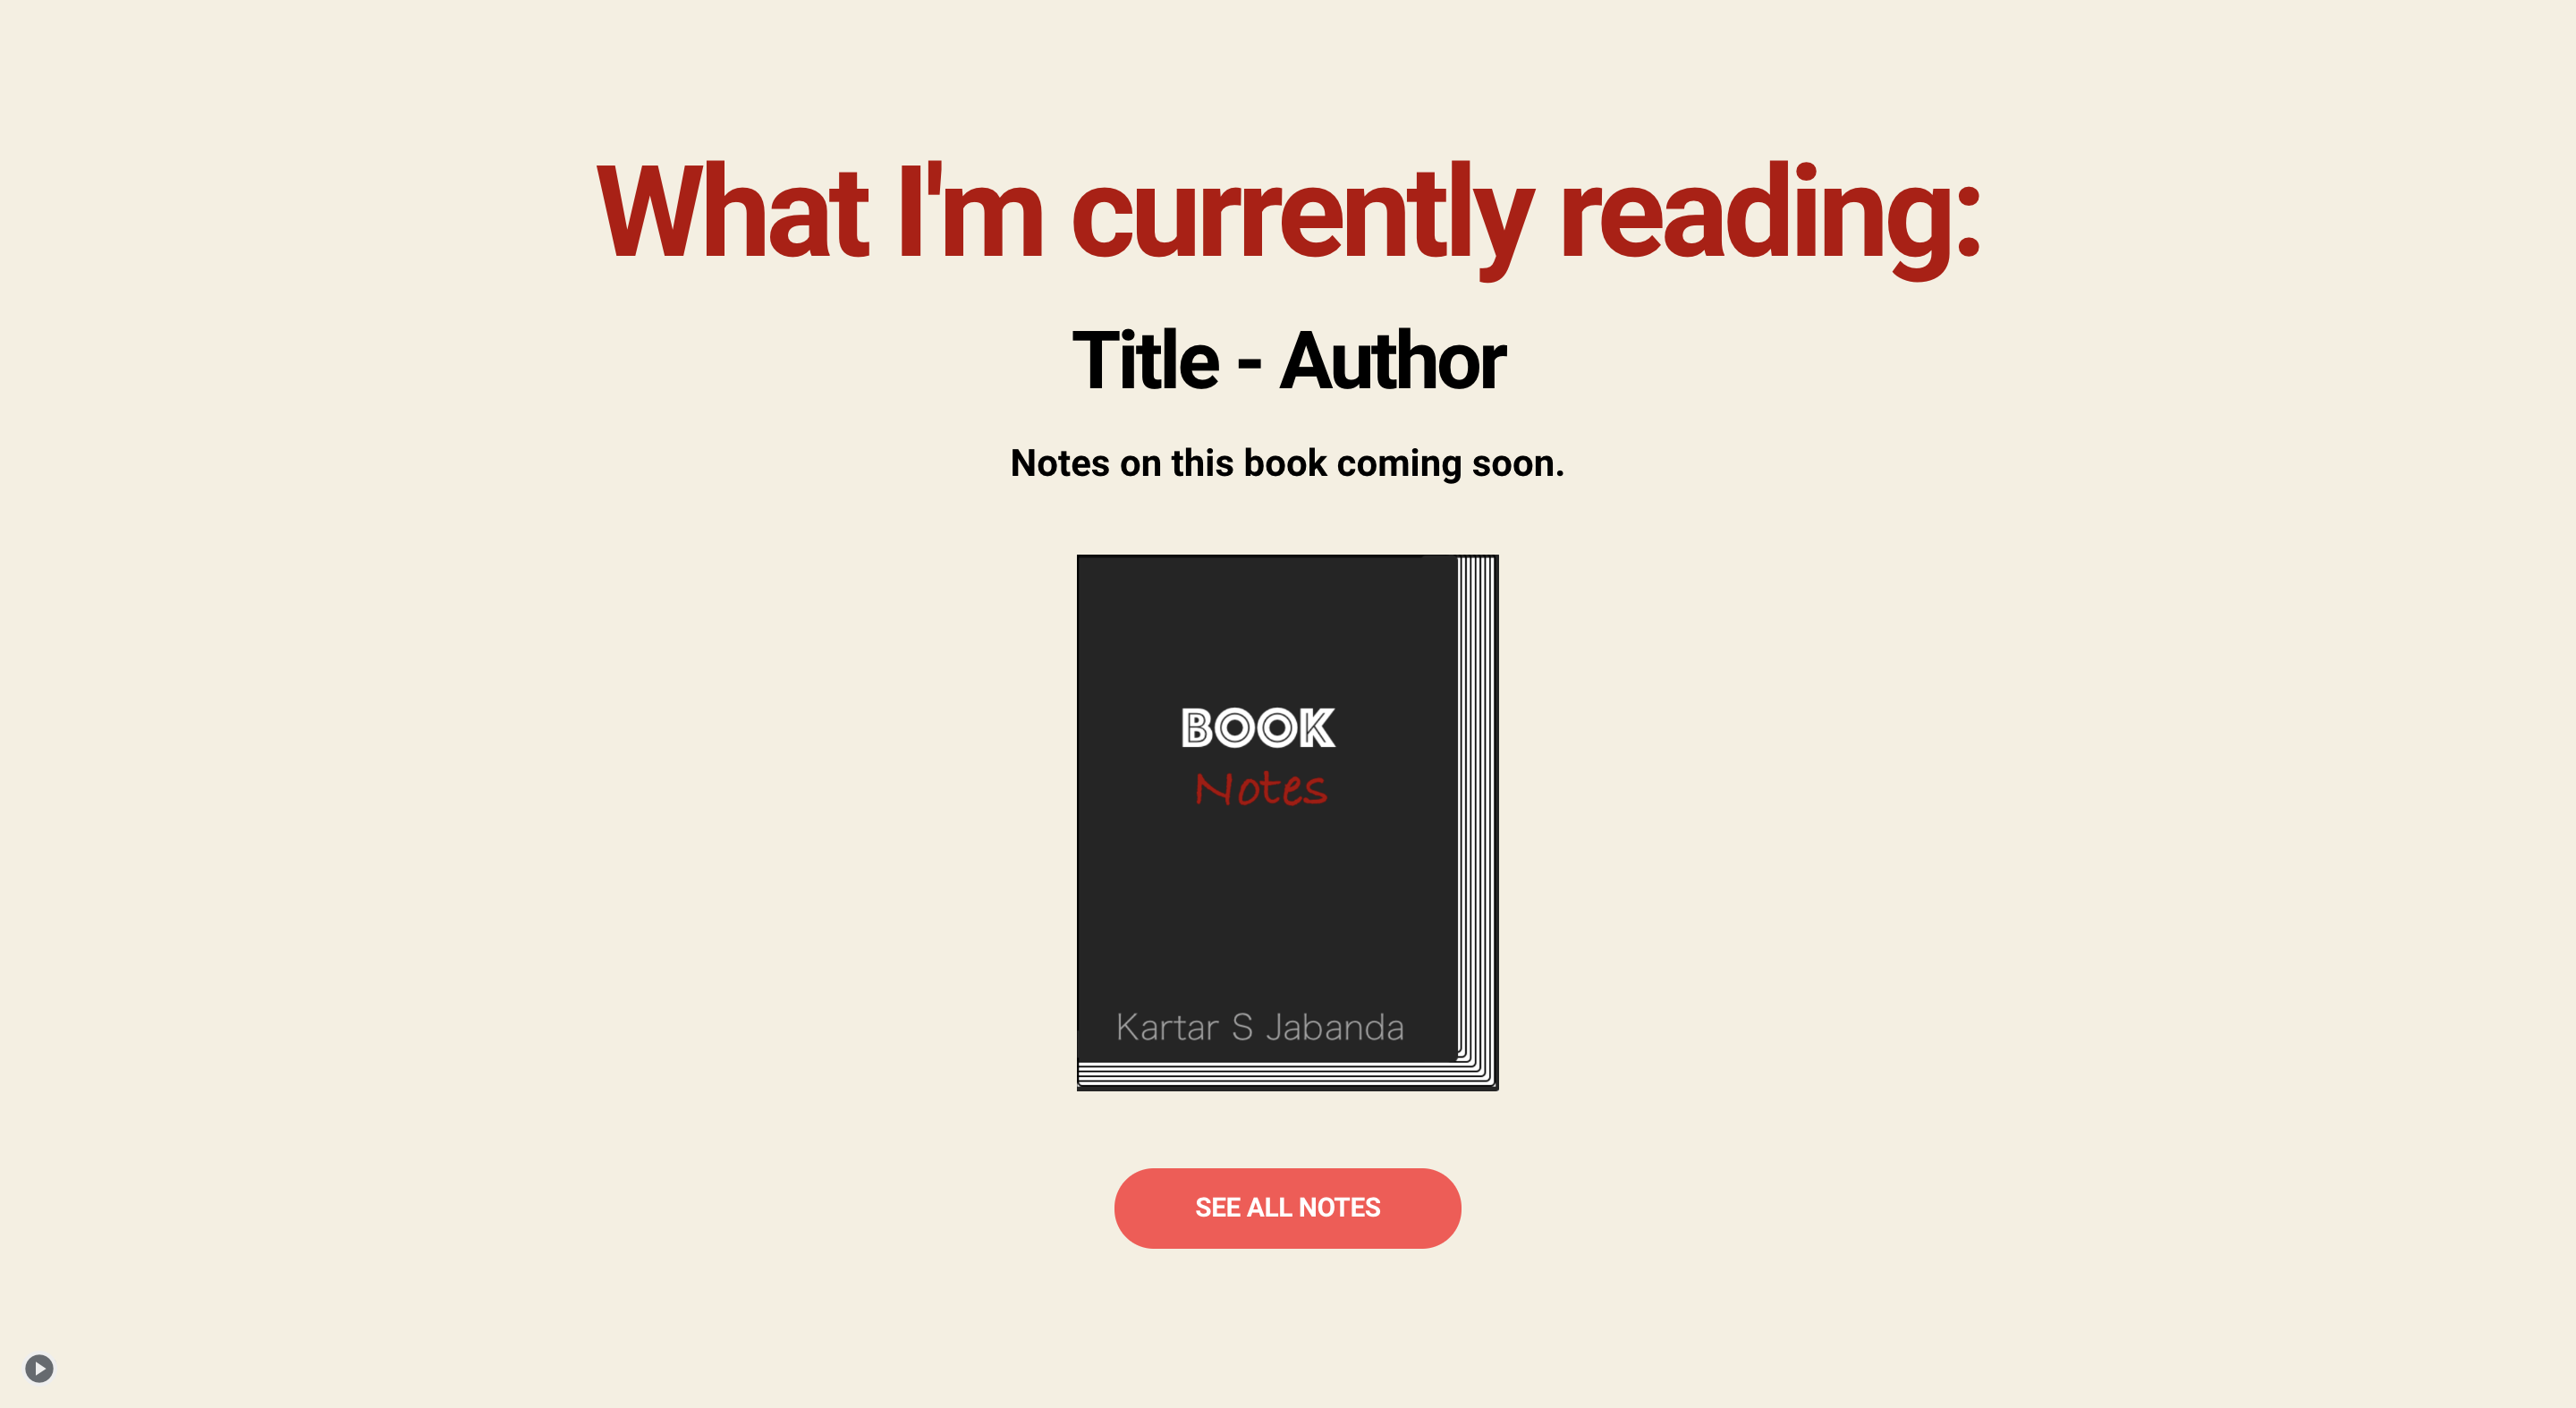 What I'm currently reading:
Title - Author
Notes on this book coming soon.
BOOK
Notes
Kartar S Jabanda
SEE ALL NOTES